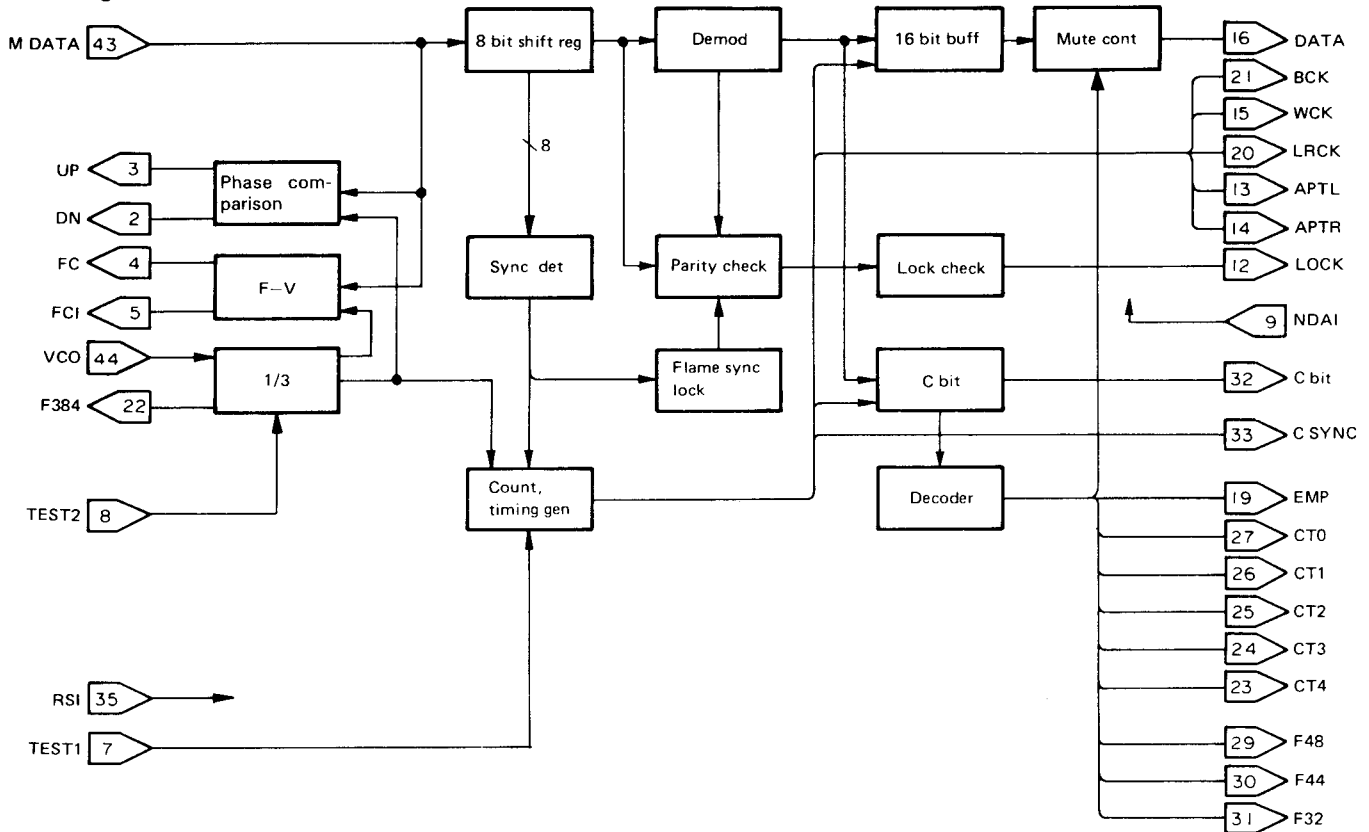 M DATA 43
8 bit shift reg
Demod
16 bit buff
Mute cont
16 DATA
21 BCK
15 WCK
20 LRCK
13 APTL
14 APTR
8
UP 3
DN 2
Phase com-
parison
FC 4
FCI 5
F-V
VCO 44
F384 22
1/3
Sync det
Parity check
Lock check
12 LOCK
9 NDAI
Flame sync
lock
C bit
32 C bit
33 C SYNC
TEST2 8
Count,
timing gen
Decoder
19 EMP
27 CT0
26 CT1
25 CT2
24 CT3
23 CT4
RSI 35
TEST1 7
29 F48
30 F44
31 F32